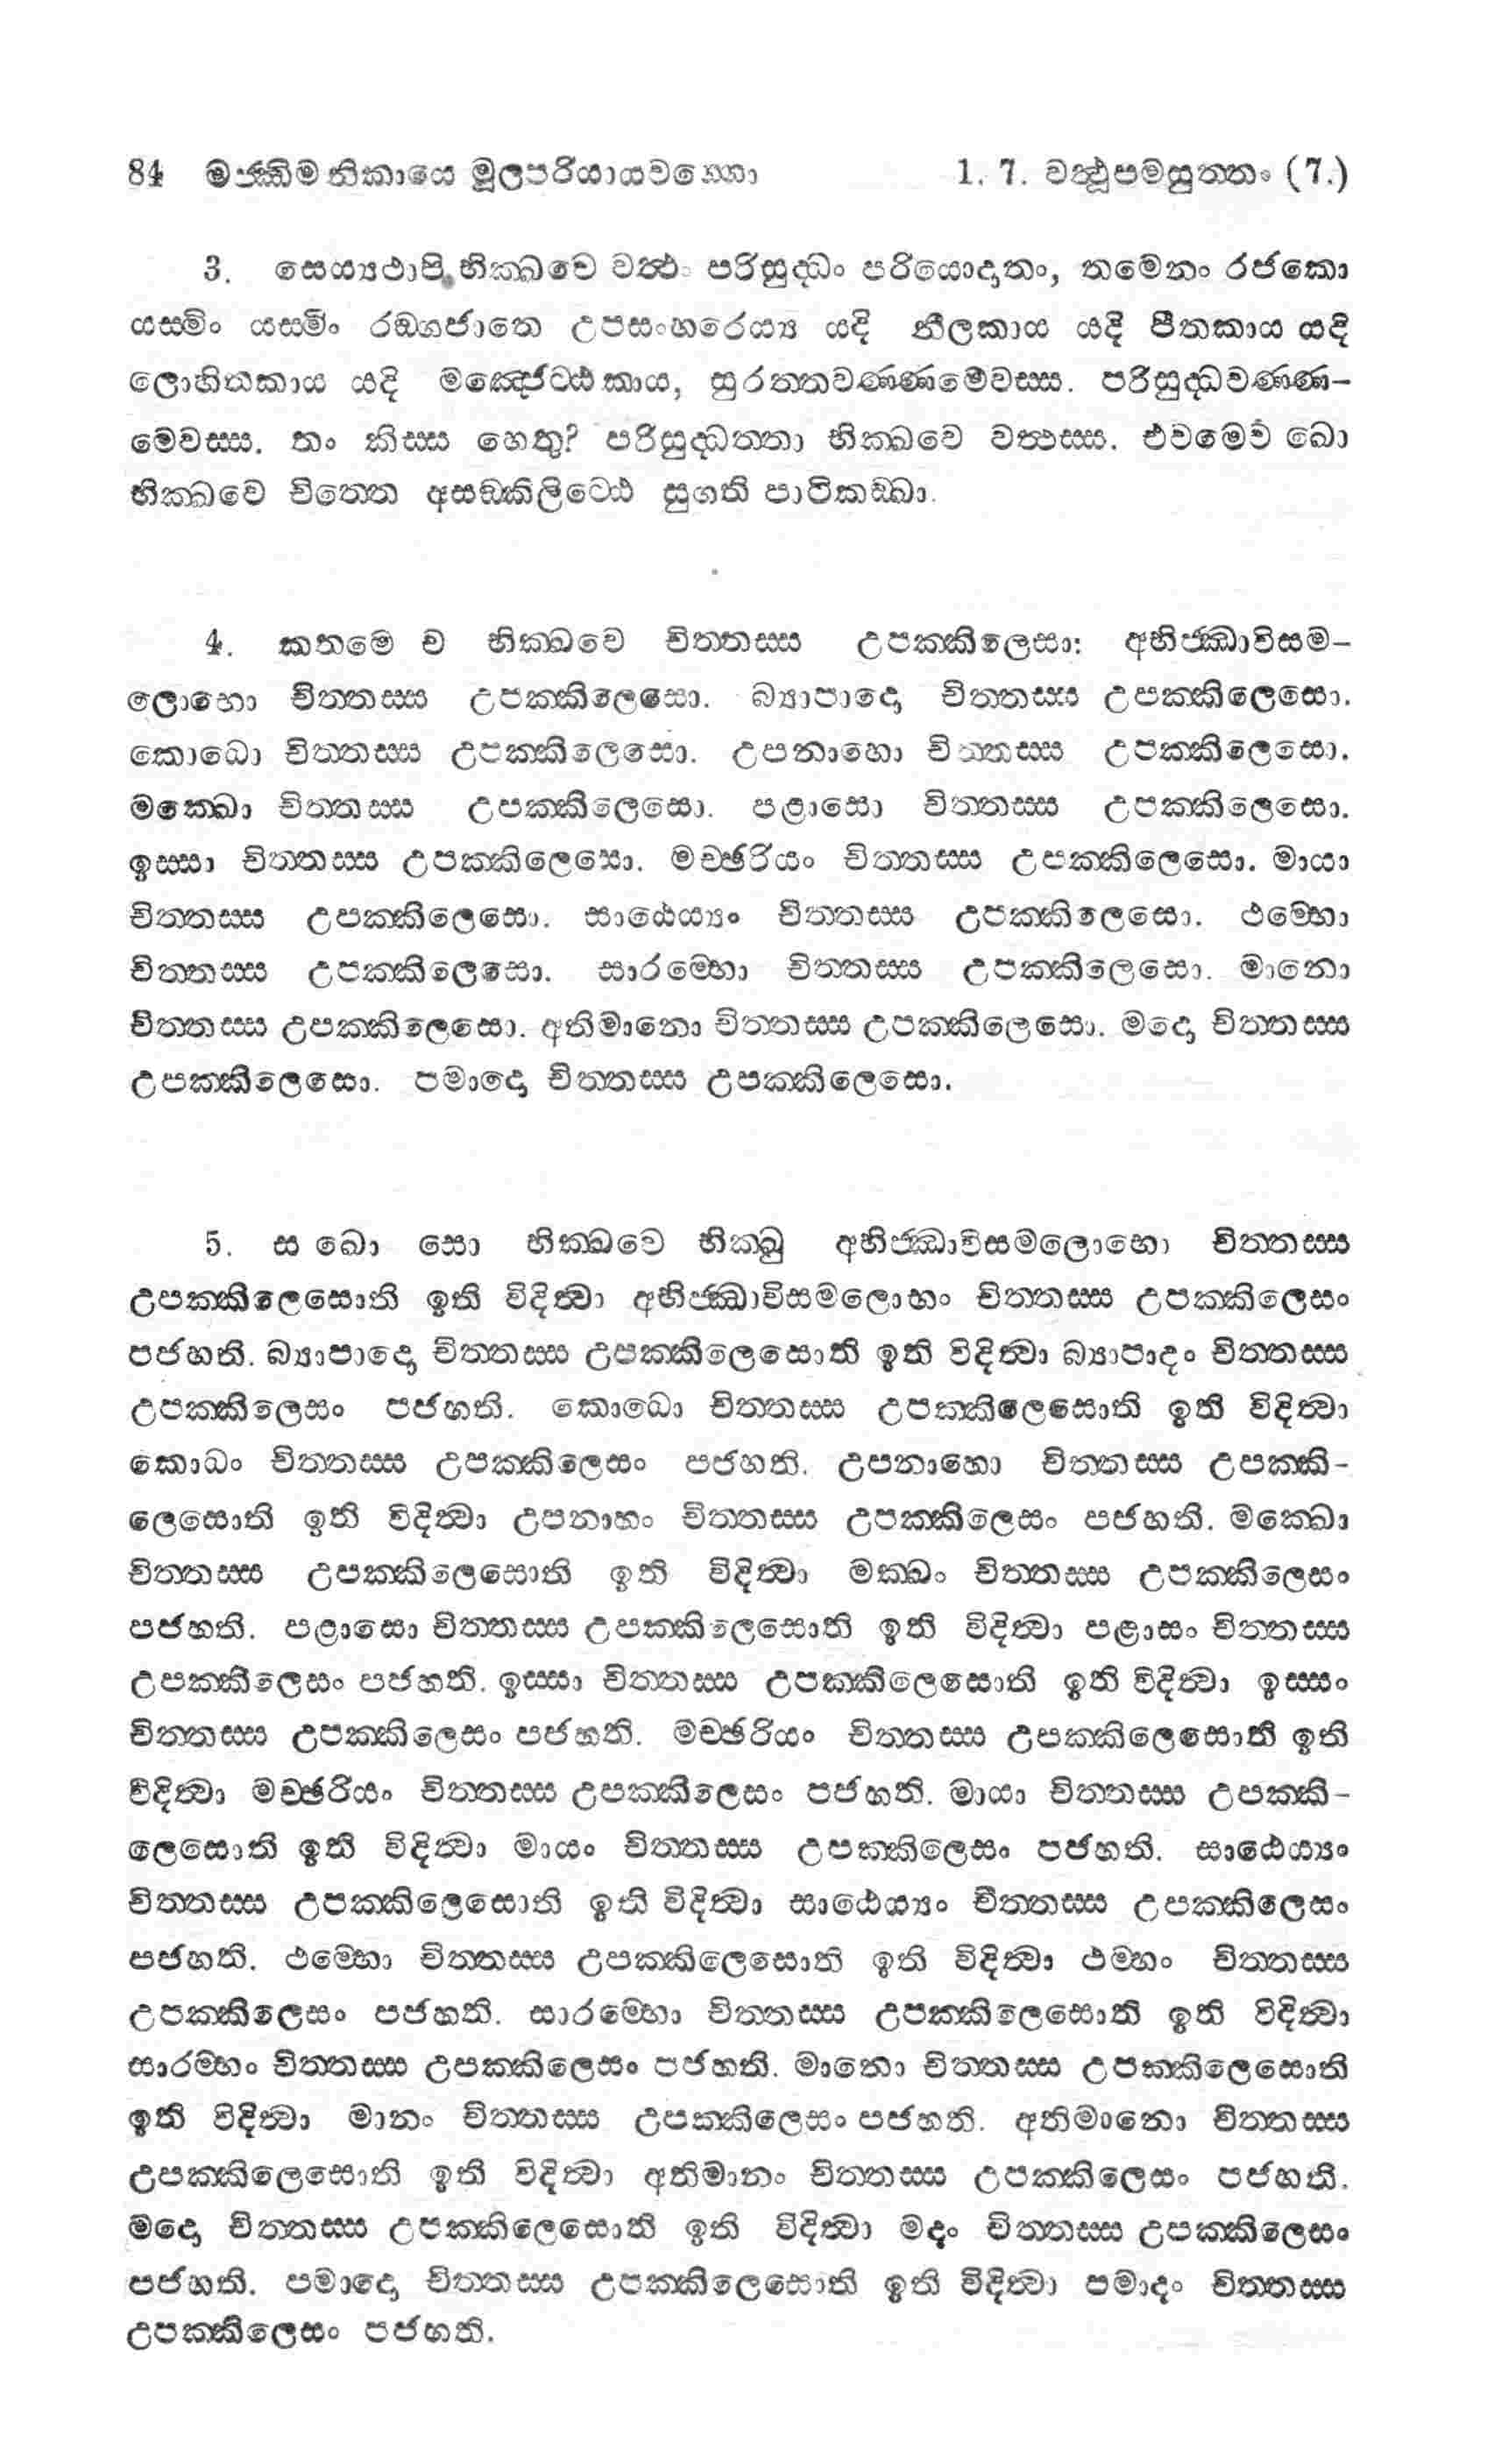 84 මජ්ඣිමනිකායෙ මූලපරියායවග්ගො 1. 7. වත්ථූපමසුත්තං (7.)
3. සෙය්‍යථාපි, භික්ඛවෙ වත්ථං පරිසුද්ධං පරියොදාතං, තමෙනං රජකො
යස්මිං යස්මිං රඞ්ගජාතෙ උපසංහරෙය්‍ය යදි නීලකාය යදි පීතකාය යදි
ලොහිතකාය යදි මඤ්ජෙට්ඨකාය, සුරත්තවණ්ණමෙවස්ස. පරිසුද්ධවණ්ණ-
මෙවස්ස. තං කිස්ස හෙතු? පරිසුද්ධත්තා භික්ඛවෙ වත්ථස්ස. එවමෙව ඛො
භික්ඛවෙ චිත්තෙ අසඞ්කිලිට්ඨෙ සුගති පාටිකඞ්ඛා.
4. කතමෙ ච භික්ඛවෙ චිත්තස්ස උපක්කිලෙසා: අභිජ්ඣාවිසම-
ලොභො චිත්තස්ස උපක්කිලෙසො. බ්‍යාපාදො චිත්තස්ස උපක්කිලෙසො.
කොධො චිත්තස්ස උපක්කිලෙසො. උපනාහො චිත්තස්ස උපක්කිලෙසො.
මක්ඛො චිත්තස්ස උපක්කිලෙසො. පළාසො චිත්තස්ස උපක්කිලෙසො.
ඉස්සා චිත්තස්ස උපක්කිලෙසො. මච්ඡරියං චිත්තස්ස උපක්කිලෙසො. මායා
චිත්තස්ස උපක්කිලෙසො. සාඨෙය්‍යං චිත්තස්ස උපක්කිලෙසො. ථම්භො
චිත්තස්ස උපක්කිලෙසො. සාරම්භො චිත්තස්ස උපක්කිලෙසො. මානො
චිත්තස්ස උපක්කිලෙසො. අතිමානො චිත්තස්ස උපක්කිලෙසො. මදො චිත්තස්ස
උපක්කිලෙසො. පමාදො චිත්තස්ස උපක්කිලෙසො.
5. ස ඛො සො භික්ඛවෙ භික්ඛු අභිජ්ඣාවිසමලොභො චිත්තස්ස
උපක්කිලෙසොති ඉති විදිත්වා අභිජ්ඣාවිසමලොභං චිත්තස්ස උපක්කිලෙසං
පජහති. බ්‍යාපාදො චිත්තස්ස උපක්කිලෙසොති ඉති විදිත්වා බ්‍යාපාදං චිත්තස්ස
උපක්කිලෙසං පජහති. කොධො චිත්තස්ස උපක්කිලෙසොති ඉති විදිත්වා
කොධං චිත්තස්ස උපක්කිලෙසං පජහති. උපනාහො චිත්තස්ස උපක්කි-
ලෙසොති ඉති විදිත්වා උපනාහං චිත්තස්ස උපක්කිලෙසං පජහති. මක්ඛො
චිත්තස්ස උපක්කිලෙසොති ඉති විදිත්වා මක්ඛං චිත්තස්ස උපක්කිලෙසං
පජහති. පළාසො චිත්තස්ස උපක්කිලෙසොති ඉති විදිත්වා පළාසං චිත්තස්ස
උපක්කිලෙසං පජහති. ඉස්සා චිත්තස්ස උපක්කිලෙසොති ඉති විදිත්වා ඉස්සං
චිත්තස්ස උපක්කිලෙසං පජහති. මච්ඡරියං චිත්තස්ස උපක්කිලෙසොති ඉති
විදිත්වා මච්ඡරියං චිත්තස්ස උපක්කිලෙසං පජහති. මායා චිත්තස්ස උපක්කි-
ලෙසොති ඉති විදිත්වා මායං චිත්තස්ස උපක්කිලෙසං පජහති. සාඨෙය්‍යං
චිත්තස්ස උපක්කිලෙසොති ඉති විදිත්වා සාඨෙය්‍යං චිත්තස්ස උපක්කිලෙසං
පජහති. ථම්භො චිත්තස්ස උපක්කිලෙසොති ඉති විදිත්වා ථම්භං චිත්තස්ස
උපක්කිලෙසං පජහති. සාරම්භො චිත්තස්ස උපක්කිලෙසොති ඉති විදිත්වා
සාරම්භං චිත්තස්ස උපක්කිලෙසං පජහති. මානො චිත්තස්ස උපක්කිලෙසොති
ඉති විදිත්වා මානං චිත්තස්ස උපක්කිලෙසං පජහති. අතිමානො චිත්තස්ස
උපක්කිලෙසොති ඉති විදිත්වා අතිමානං චිත්තස්ස උපක්කිලෙසං පජහති.
මදො චිත්තස්ස උපක්කිලෙසොති ඉති විදිත්වා මදං චිත්තස්ස උපක්කිලෙසං
පජහති. පමාදො චිත්තස්ස උපක්කිලෙසොති ඉති විදිත්වා පමාදං චිත්තස්ස
උපක්කිලෙසං පජහති.